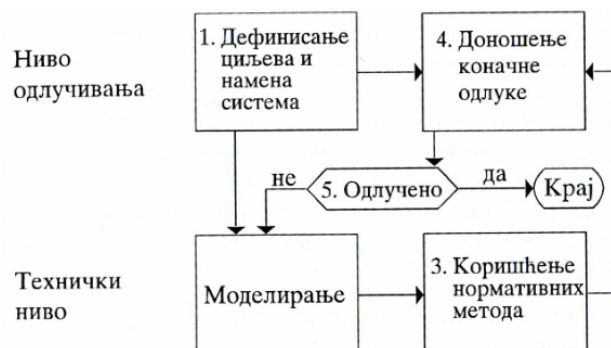 Ниво
одлучивања
1. Дефинисање
циљева и
намена
система
4. Доношење
коначне
одлуке
не
5. Одлучено
да
Крај
Технички
ниво
Моделирање
3. Коришћење
нормативних
метода